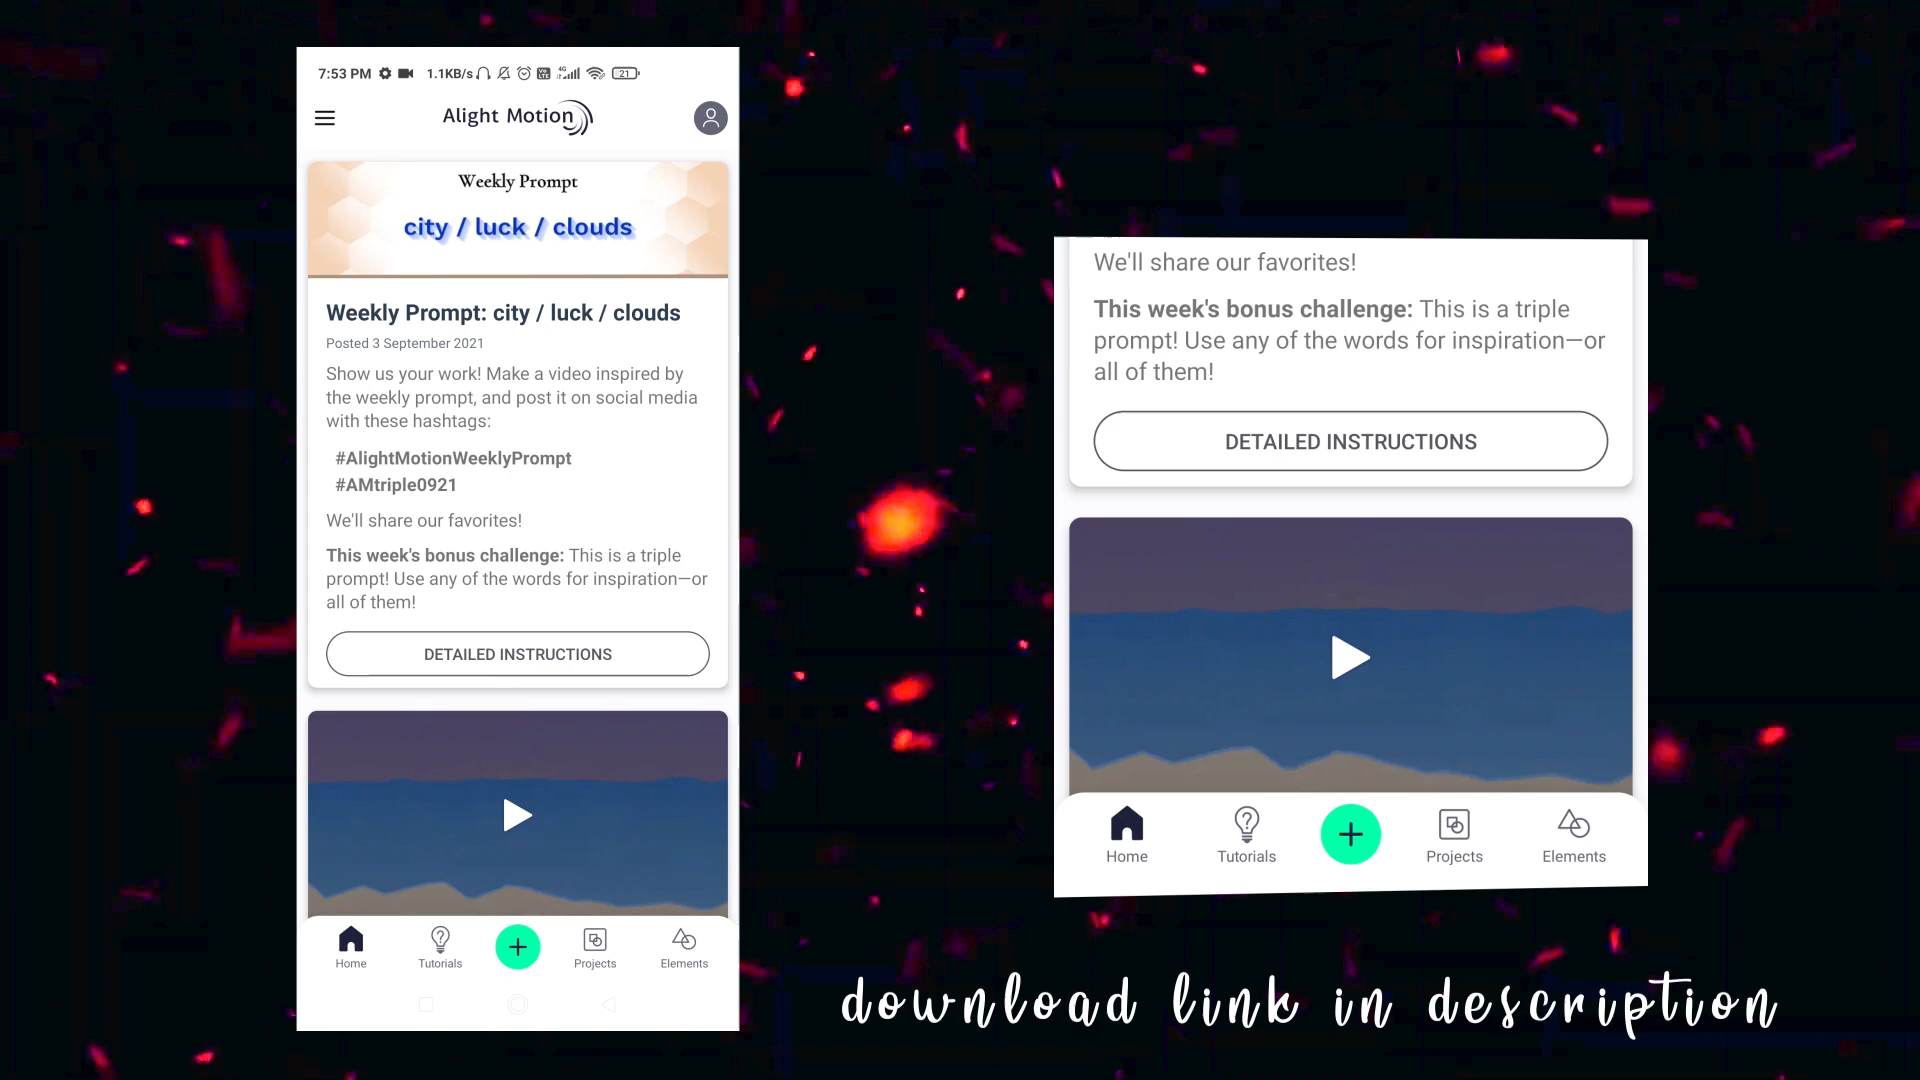 7:53 PM 1.1KB/s 4G 21
Alight Motion
Weekly Prompt
city / luck / clouds
Weekly Prompt: city / luck / clouds
Posted 3 September 2021
Show us your work! Make a video inspired by
the weekly prompt, and post it on social media
with these hashtags:
#AlightMotionWeeklyPrompt
#AMtriple0921
We'll share our favorites!
This week's bonus challenge: This is a triple
prompt! Use any of the words for inspiration—or
all of them!
DETAILED INSTRUCTIONS
Home Tutorials Projects Elements
We'll share our favorites!
This week's bonus challenge: This is a triple
prompt! Use any of the words for inspiration—or
all of them!
DETAILED INSTRUCTIONS
Home Tutorials Projects Elements
download link in description